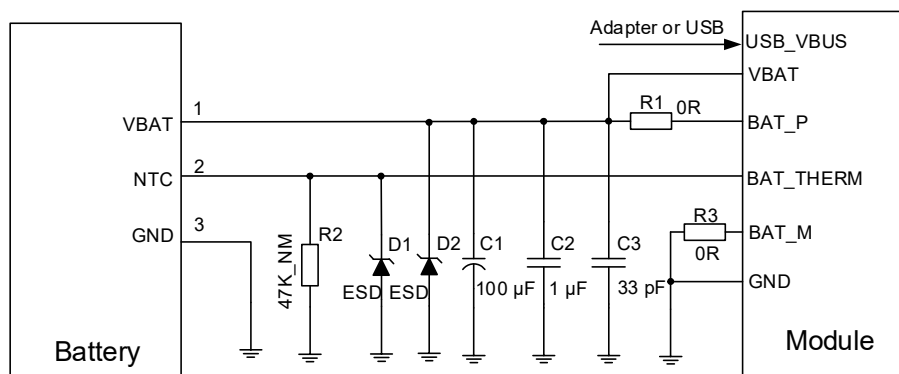 Adapter or USB
USB_VBUS
VBAT
1
R1
0R
VBAT
BAT_P
2
NTC
BAT_THERM
3
GND
R2
47K_NM
D1
ESD
D2
ESD
C1
100 µF
C2
1 µF
C3
33 pF
R3
0R
BAT_M
GND
Battery
Module